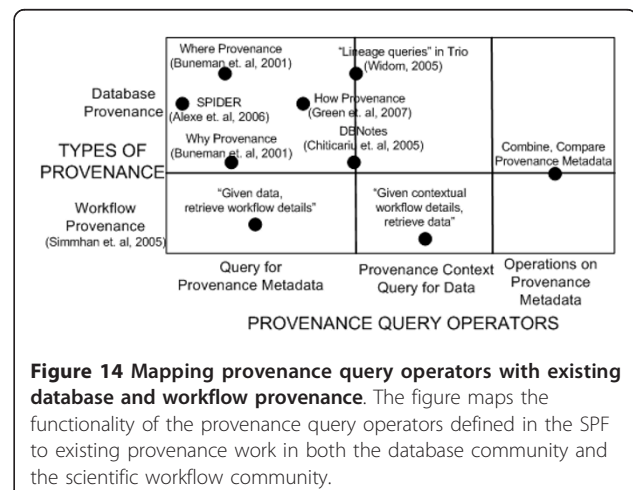 Where Provenance
(Buneman et. al, 2001)
"Lineage queries" in Trio
(Widom, 2005)
Database
Provenance
SPIDER
(Alexe et. al, 2006)
How Provenance
(Green et. al, 2007)
Why Provenance
(Buneman et. al, 2001)
DBNotes
(Chiticariu et. al, 2005)
Combine, Compare
Provenance Metadata
TYPES OF
PROVENANCE
Workflow
Provenance
(Simmhan et. al, 2005)
"Given data,
retrieve workflow details"
"Given contextual
workflow details,
retrieve data"
Query for
Provenance Metadata
Provenance Context
Query for Data
Operations on
Provenance
Metadata
PROVENANCE QUERY OPERATORS
Figure 14 Mapping provenance query operators with existing
database and workflow provenance. The figure maps the
functionality of the provenance query operators defined in the SPF
to existing provenance work in both the database community and
the scientific workflow community.